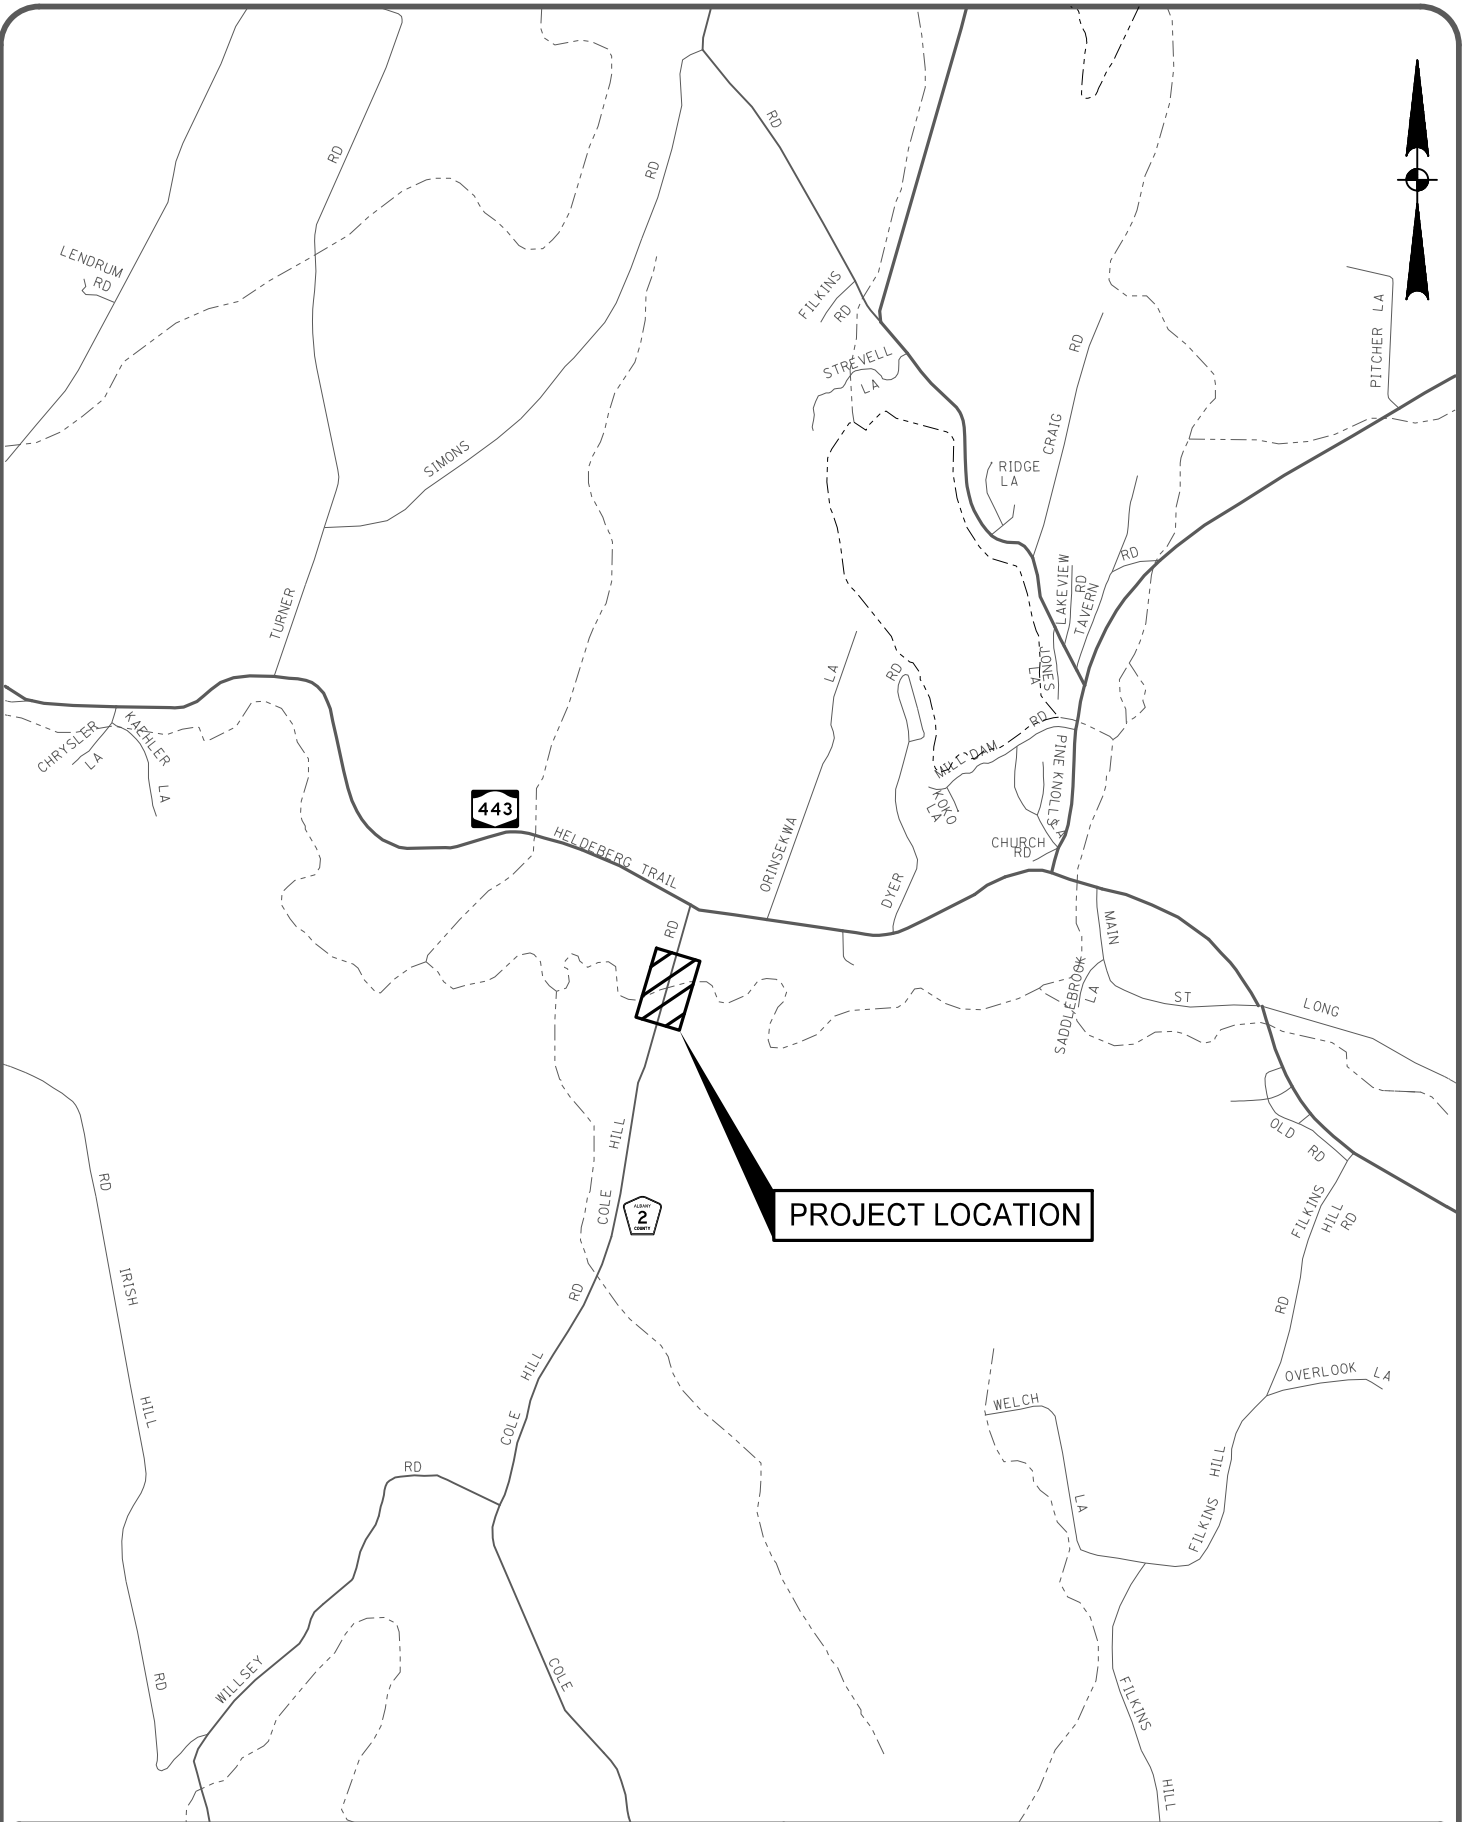 RD
RD
RD
LENDRUM
RD
FILKINS
RD
PITCHER LA
STREVELL
LA
RD
CRAIG
SIMONS
RIDGE
LA
RD
LAKEVIEW
RD
TAVERN
TURNER
JONES
LA
LA
RD
RD
CHRYSLER
LA
KAEHLER
LA
MILL DAM
PINE KNOLLS
LA
KOKO
LA
443
HELDEBERG TRAIL
ORINSEKWA
CHURCH
RD
DYER
RD
MAIN
SADDLEBROOK
LA
ST
LONG
HILL
OLD RD
RD
COLE
ALBANY
2
COUNTY
PROJECT LOCATION
FILKINS
HILL
RD
IRISH
RD
RD
HILL
OVERLOOK LA
HILL
WELCH
COLE
RD
HILL
LA
FILKINS
RD
WILLSEY
COLE
FILKINS
HILL